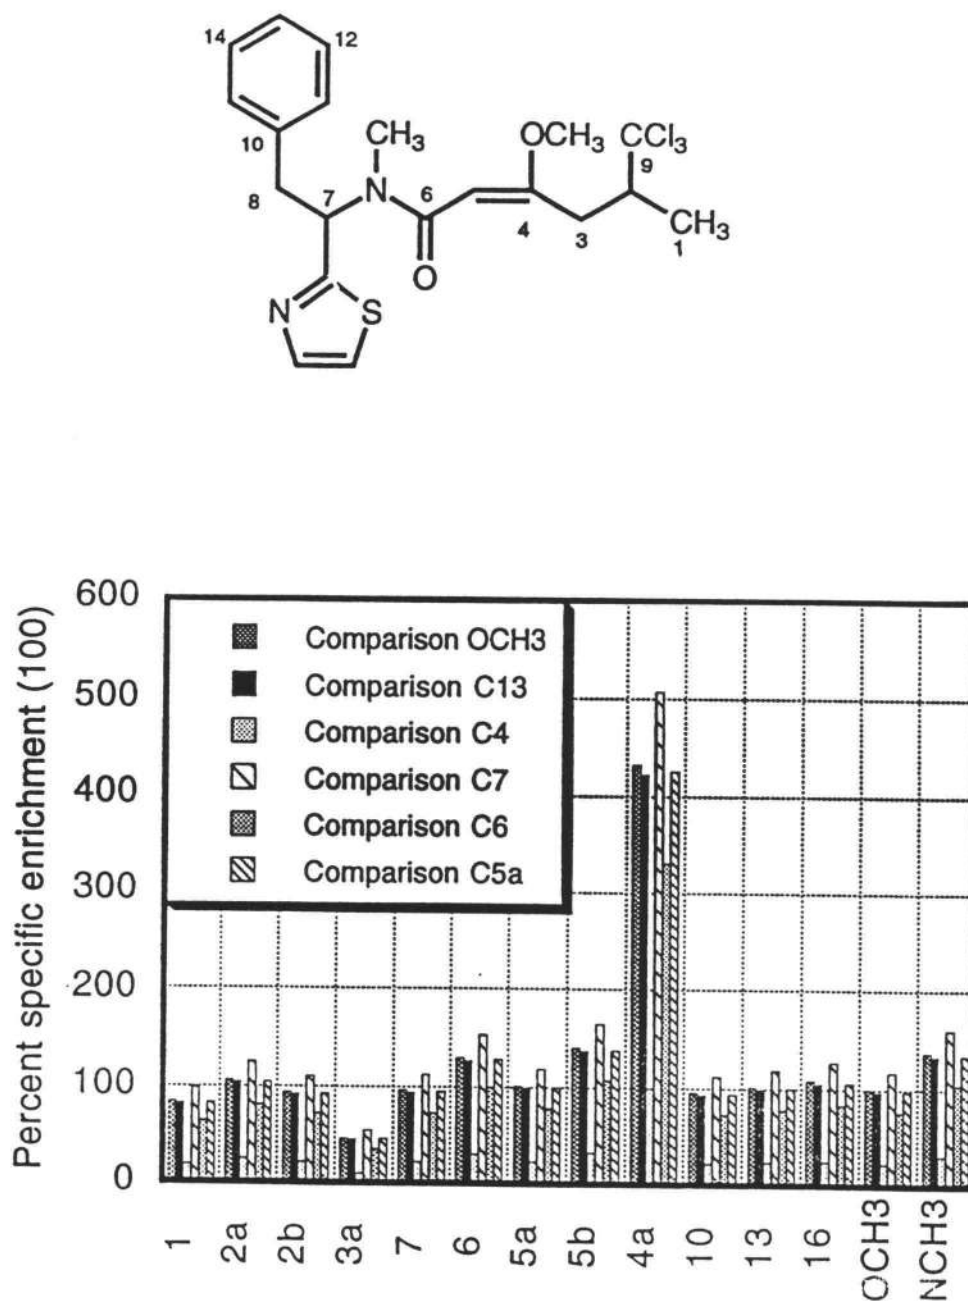 14
12
10
CH3
OCH3
CCl3
9
8
7
N
6
4
3
CH3
1
O
N
S
Percent specific enrichment (100)
600
500
400
300
200
100
0
Comparison OCH3
Comparison C13
Comparison C4
Comparison C7
Comparison C6
Comparison C5a
1
2a
2b
3a
7
6
5a
5b
4a
10
13
16
OCH3
NCH3